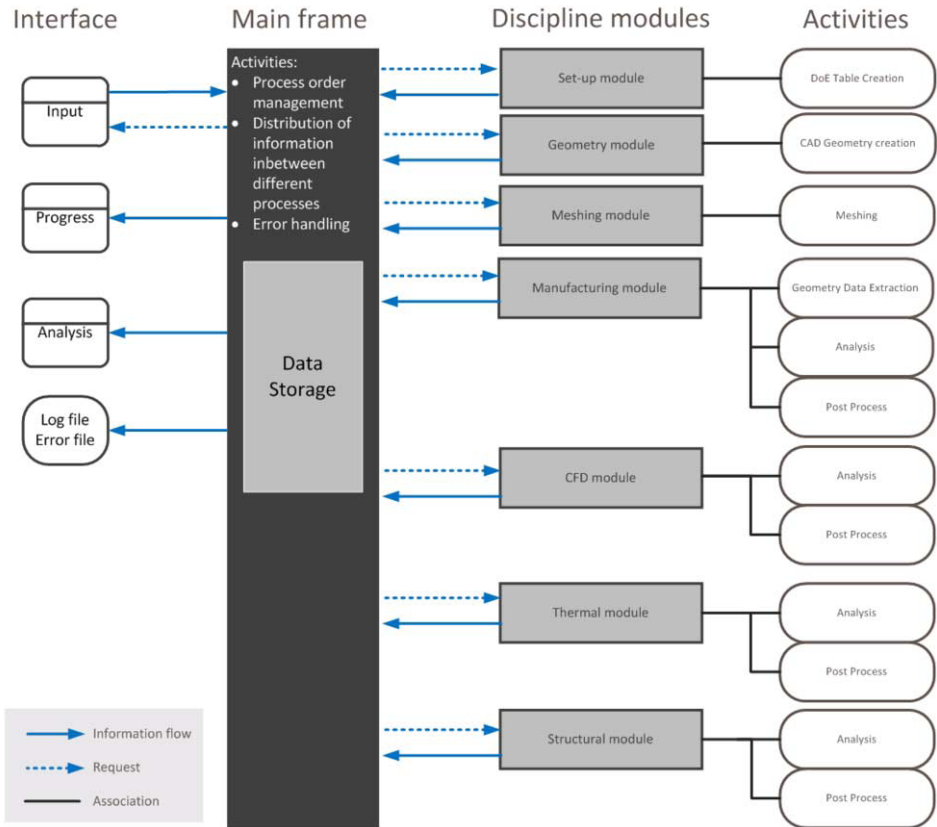 Interface
Main frame
Discipline modules
Activities
Input
Progress
Analysis
Log file
Error file
Activities:
• Process order
management
• Distribution of
information
inbetween
different
processes
• Error handling
Data
Storage
Set-up module
DoE Table Creation
Geometry module
CAD Geometry creation
Meshing module
Meshing
Manufacturing module
Geometry Data Extraction
Analysis
Post Process
CFD module
Analysis
Post Process
Thermal module
Analysis
Post Process
Structural module
Analysis
Post Process
Information flow
Request
Association